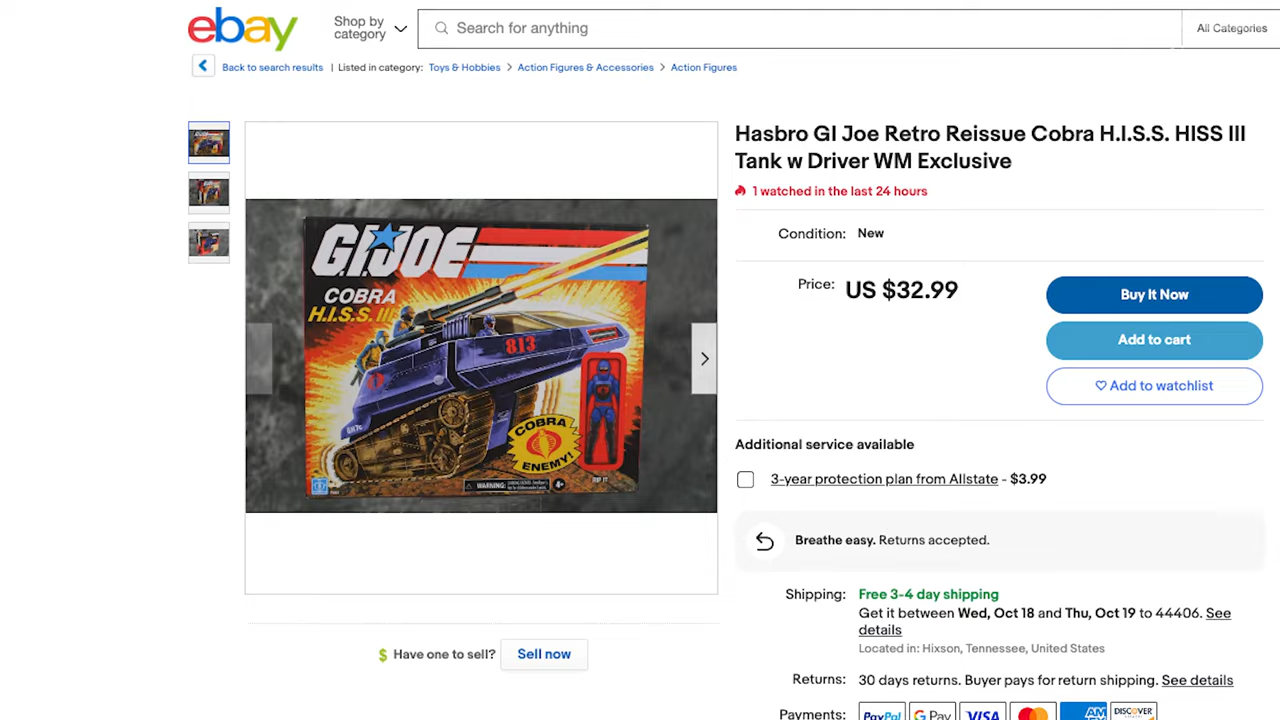 ebay
Shop by
category
Search for anything
All Categories
Back to search results | Listed in category: Toys & Hobbies > Action Figures & Accessories > Action Figures
Hasbro GI Joe Retro Reissue Cobra H.I.S.S. HISS III
Tank w Driver WM Exclusive
1 watched in the last 24 hours
Condition: New
Price: US $32.99
Buy It Now
Add to cart
Add to watchlist
G.I.JOE
COBRA
H.I.S.S. III
813
COBRA
ENEMY!
WARNING:
4+
Additional service available
3-year protection plan from Allstate - $3.99
Breathe easy. Returns accepted.
Shipping: Free 3-4 day shipping
Get it between Wed, Oct 18 and Thu, Oct 19 to 44406. See
details
Located in: Hixson, Tennessee, United States
$ Have one to sell? Sell now
Returns: 30 days returns. Buyer pays for return shipping. See details
Payments: PayPal G Pay VISA AM DISCOVER